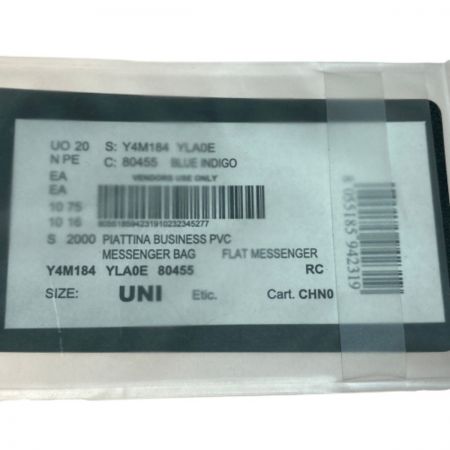 UO 20 S: Y4M184 YLA0E
N PE C: 80455 BLUE INDIGO
EA VENDORS USE ONLY
EA
10 75
10 16
S 2000 PIATTINA BUSINESS PVC
MESSENGER BAG FLAT MESSENGER
Y4M184 YLA0E 80455 RC
SIZE: UNI Etic. Cart. CHN0
8 055185 942319